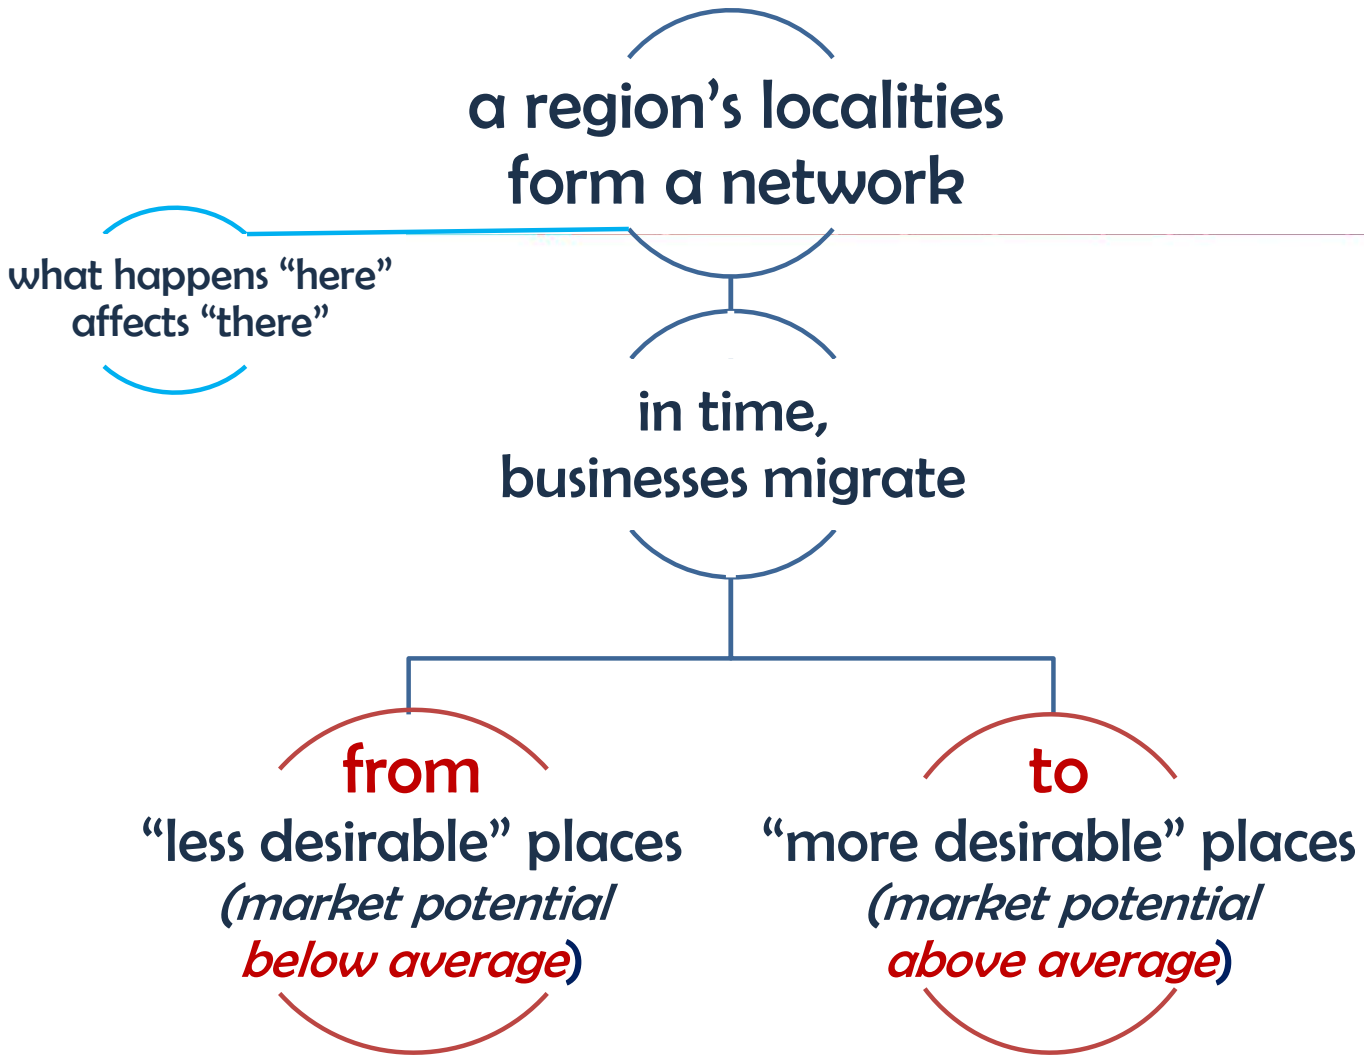 a region’s localities
form a network
what happens “here”
affects “there”
in time,
businesses migrate
from
“less desirable” places
(market potential
below average)
to
“more desirable” places
(market potential
above average)